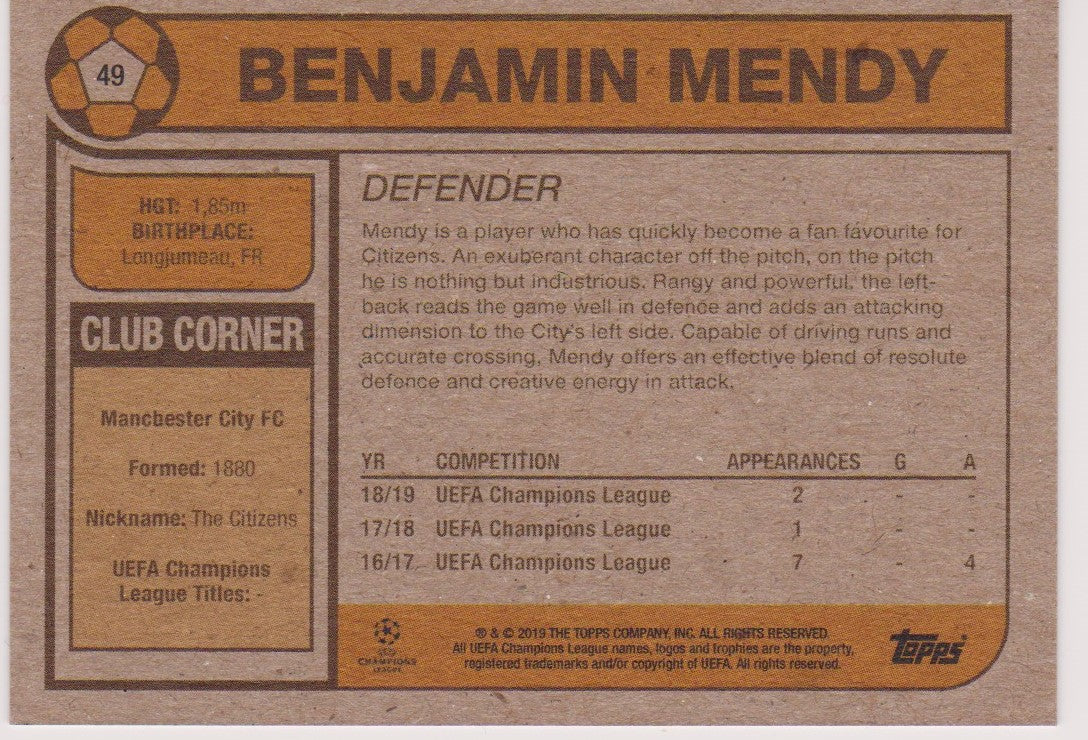 49
BENJAMIN MENDY
HGT: 1,85m
BIRTHPLACE:
Longjumeau, FR
CLUB CORNER
Manchester City FC
Formed: 1880
Nickname: The Citizens
UEFA Champions
League Titles: -
DEFENDER
Mendy is a player who has quickly become a fan favourite for
Citizens. An exuberant character off the pitch, on the pitch
he is nothing but industrious. Rangy and powerful, the left-
back reads the game well in defence and adds an attacking
dimension to the City's left side. Capable of driving runs and
accurate crossing, Mendy offers an effective blend of resolute
defence and creative energy in attack.
YR COMPETITION APPEARANCES G A
18/19 UEFA Champions League 2 - -
17/18 UEFA Champions League 1 - -
16/17 UEFA Champions League 7 - 4
CHAMPIONS
LEAGUE
® & © 2019 THE TOPPS COMPANY, INC. ALL RIGHTS RESERVED.
All UEFA Champions League names, logos and trophies are the property,
registered trademarks and/or copyright of UEFA. All rights reserved.
topps